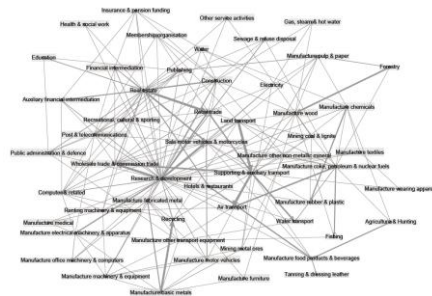 Insurance & pension funding
Health & social work
Other service activities
Gas, steam & hot water
Membership organisation
Sewage & refuse disposal
Education
Water
Manufacture pulp & paper
Financial intermediation
Publishing
Forestry
Construction
Electricity
Real estate
Auxiliary financial intermediation
Manufacture chemicals
Retail trade
Manufacture wood
Recreational, cultural & sporting
Land transport
Post & telecommunications
Mining coal & lignite
Sale motor vehicles & motorcycles
Public administration & defence
Manufacture other non metallic mineral
Manufacture textiles
Wholesale trade & commission trade
Manufacture coke, petroleum & nuclear fuels
Supporting & auxiliary transport
Research & development
Computer & related
Hotels & restaurants
Manufacture wearing apparel
Manufacture fabricated metal
Manufacture rubber & plastic
Renting machinery & equipment
Air transport
Recycling
Water transport
Agriculture & Hunting
Manufacture medical
Manufacture electrical machinery & apparatus
Manufacture other transport equipment
Fishing
Mining metal ores
Manufacture office machinery & computers
Manufacture motor vehicles
Manufacture food products & beverages
Manufacture machinery & equipment
Manufacture furniture
Tanning & dressing leather
Manufacture basic metals